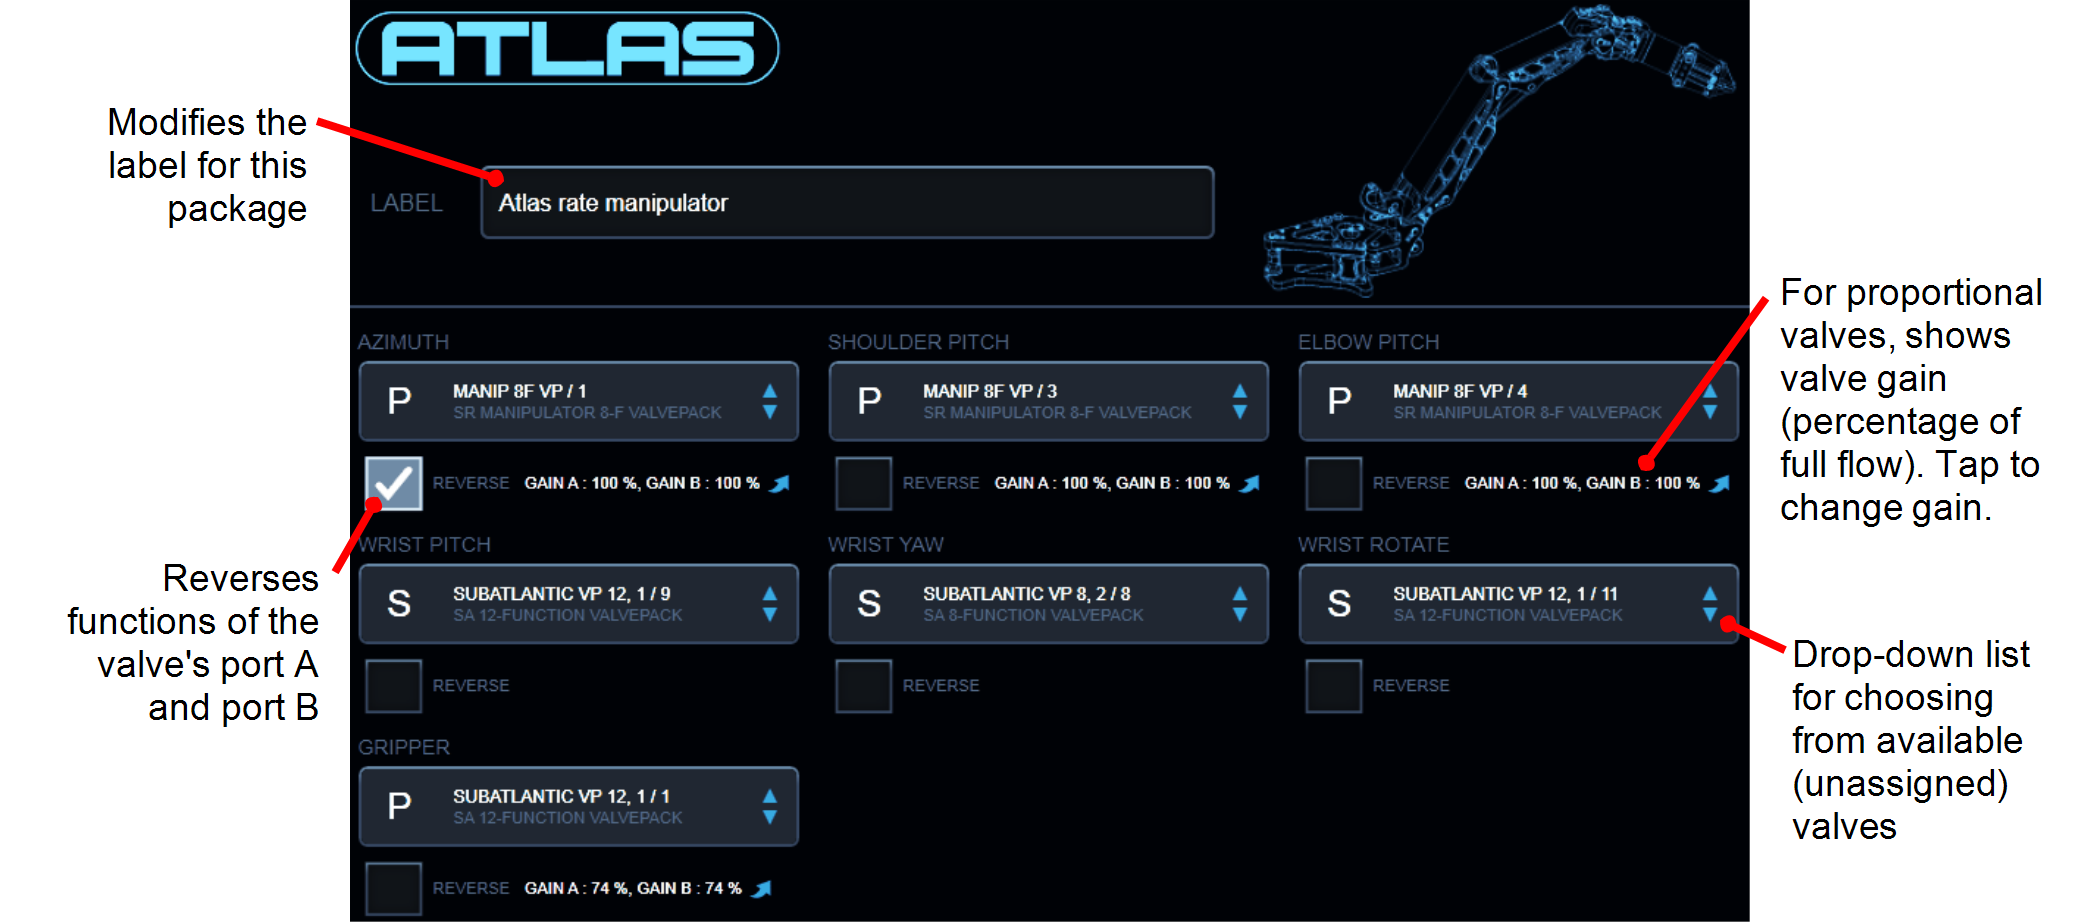 ATLAS
Modifies the
label for this
package
LABEL
Atlas rate manipulator
For proportional
valves, shows
valve gain
(percentage of
full flow). Tap to
change gain.
AZIMUTH
P
MANIP 8F VP / 1
SR MANIPULATOR 8-F VALVEPACK
REVERSE GAIN A : 100 %, GAIN B : 100 %
SHOULDER PITCH
P
MANIP 8F VP / 3
SR MANIPULATOR 8-F VALVEPACK
REVERSE GAIN A : 100 %, GAIN B : 100 %
ELBOW PITCH
P
MANIP 8F VP / 4
SR MANIPULATOR 8-F VALVEPACK
REVERSE GAIN A : 100 %, GAIN B : 100 %
Reverses
functions of the
valve's port A
and port B
WRIST PITCH
S
SUBATLANTIC VP 12, 1 / 9
SA 12-FUNCTION VALVEPACK
REVERSE
WRIST YAW
S
SUBATLANTIC VP 8, 2 / 8
SA 8-FUNCTION VALVEPACK
REVERSE
WRIST ROTATE
S
SUBATLANTIC VP 12, 1 / 11
SA 12-FUNCTION VALVEPACK
REVERSE
Drop-down list
for choosing
from available
(unassigned)
valves
GRIPPER
P
SUBATLANTIC VP 12, 1 / 1
SA 12-FUNCTION VALVEPACK
REVERSE GAIN A : 74 %, GAIN B : 74 %